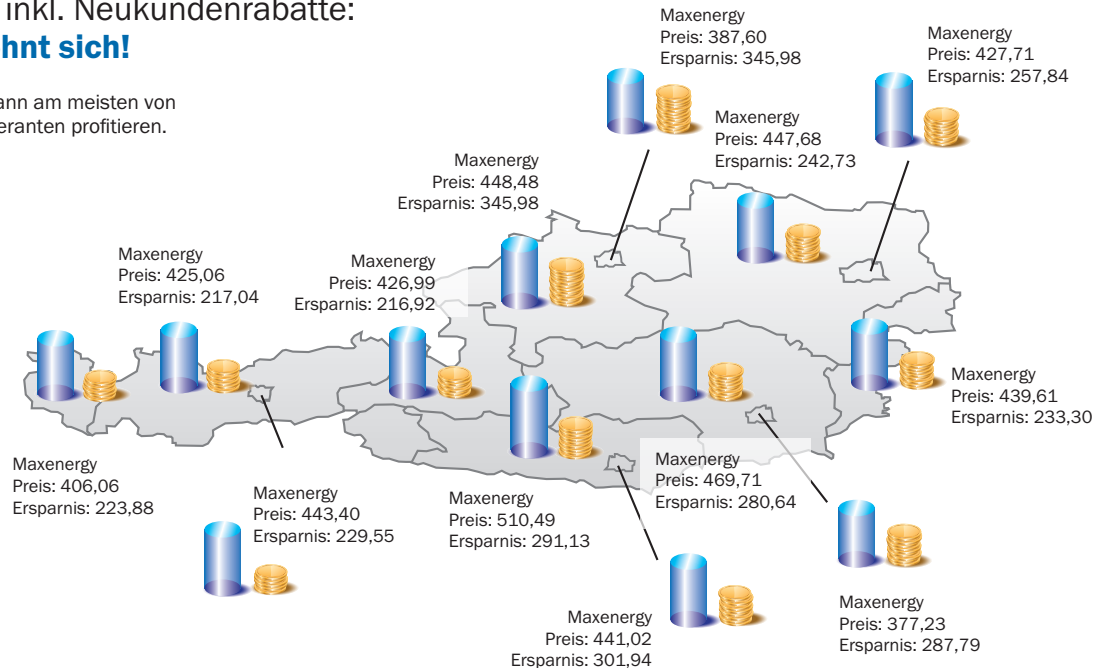 inkl. Neukundenrabatte:
hnt sich!
ann am meisten von
eranten profitieren.
Maxenergy
Preis: 387,60
Ersparnis: 345,98
Maxenergy
Preis: 427,71
Ersparnis: 257,84
Maxenergy
Preis: 447,68
Ersparnis: 242,73
Maxenergy
Preis: 448,48
Ersparnis: 345,98
Maxenergy
Preis: 425,06
Ersparnis: 217,04
Maxenergy
Preis: 426,99
Ersparnis: 216,92
Maxenergy
Preis: 439,61
Ersparnis: 233,30
Maxenergy
Preis: 406,06
Ersparnis: 223,88
Maxenergy
Preis: 443,40
Ersparnis: 229,55
Maxenergy
Preis: 510,49
Ersparnis: 291,13
Maxenergy
Preis: 469,71
Ersparnis: 280,64
Maxenergy
Preis: 441,02
Ersparnis: 301,94
Maxenergy
Preis: 377,23
Ersparnis: 287,79